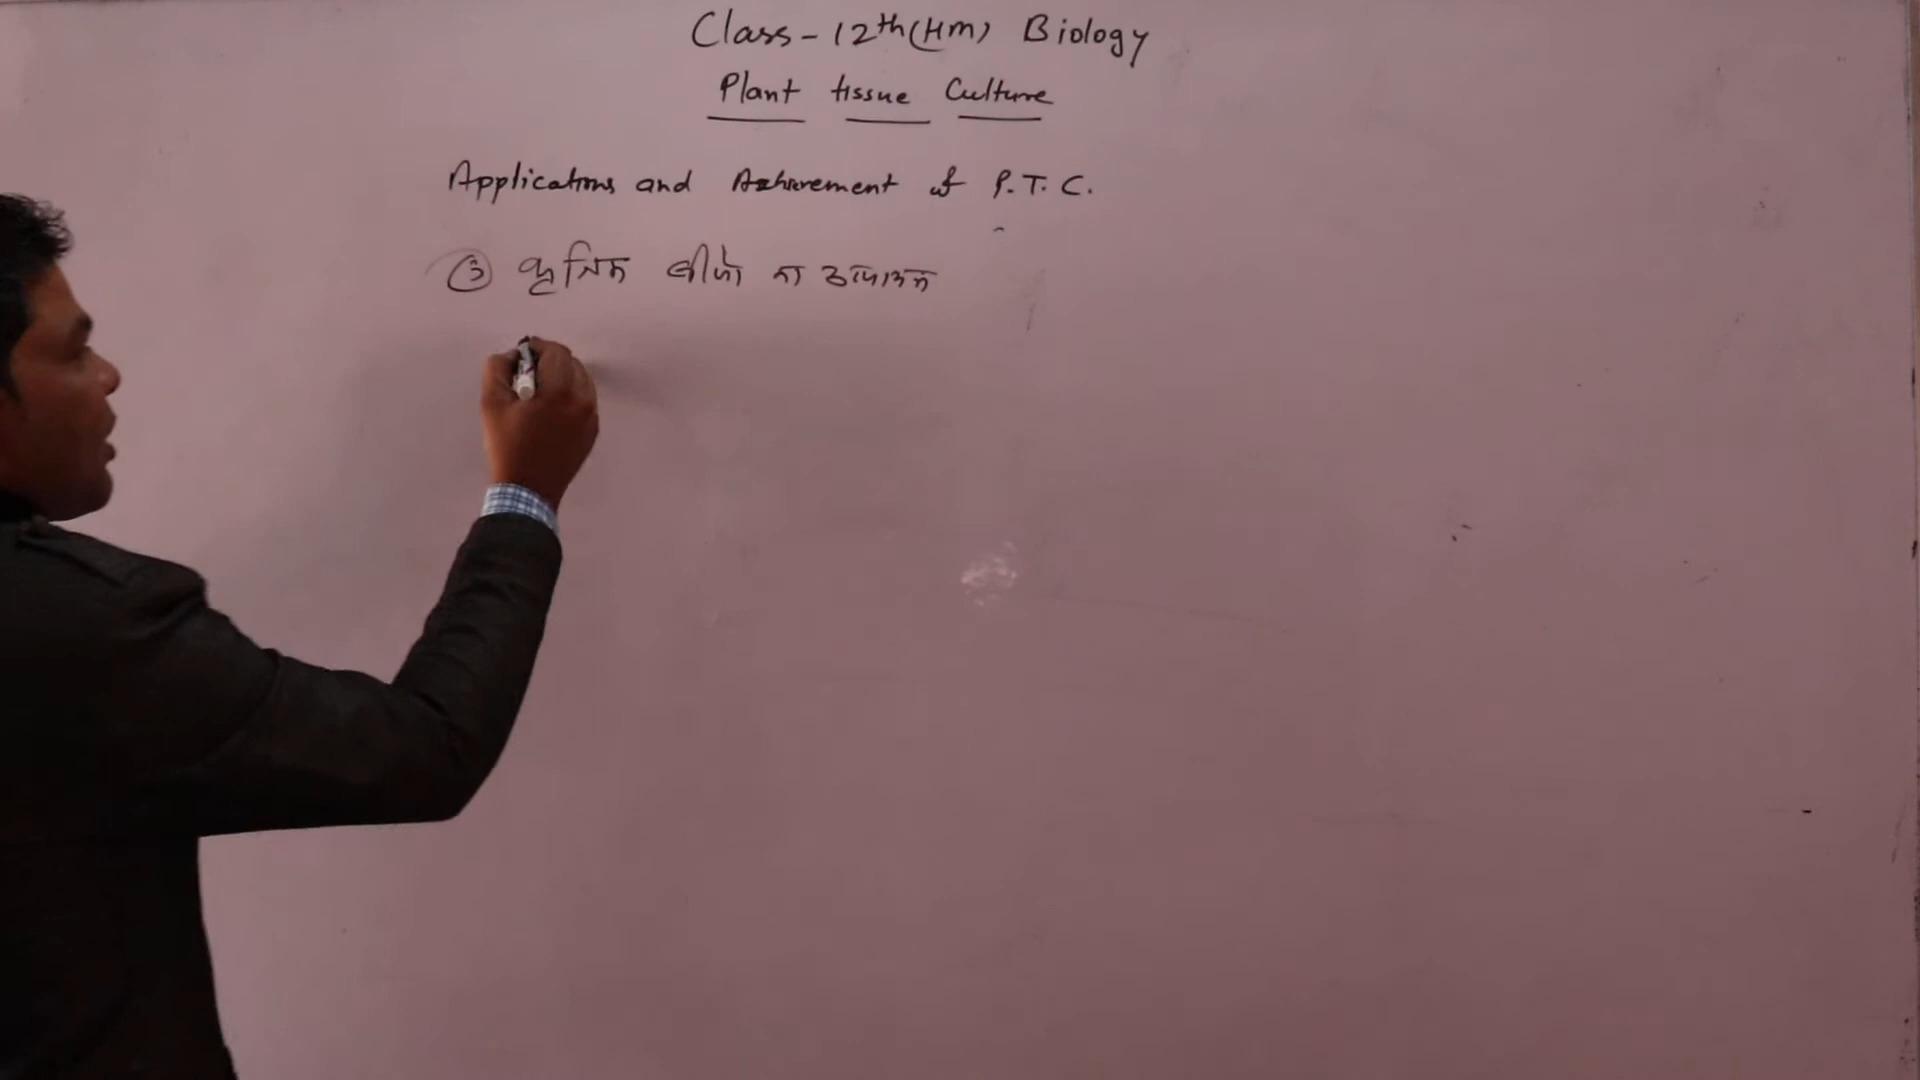 Class-12th(Hm) Biology
Plant tissue Culture
Applications and Achievement of P.T.C.
③ कृत्रिम बीजों का उत्पादन